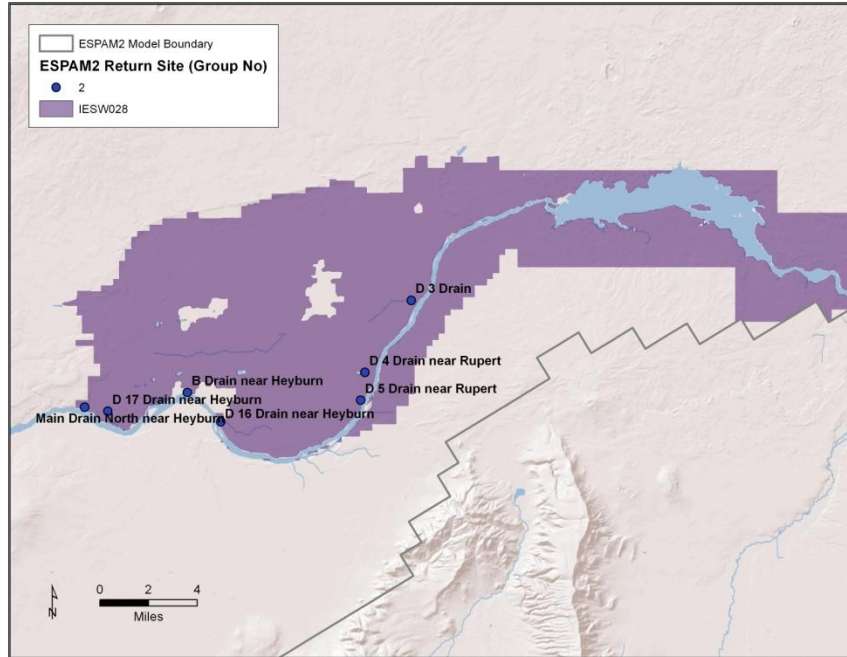 ESPAM2 Model Boundary
ESPAM2 Return Site (Group No)
2
IESW028
D 3 Drain
D 4 Drain near Rupert
B Drain near Heyburn
D 5 Drain near Rupert
D 17 Drain near Heyburn
D 16 Drain near Heyburn
Main Drain North near Heyburn
N
0 2 4
Miles